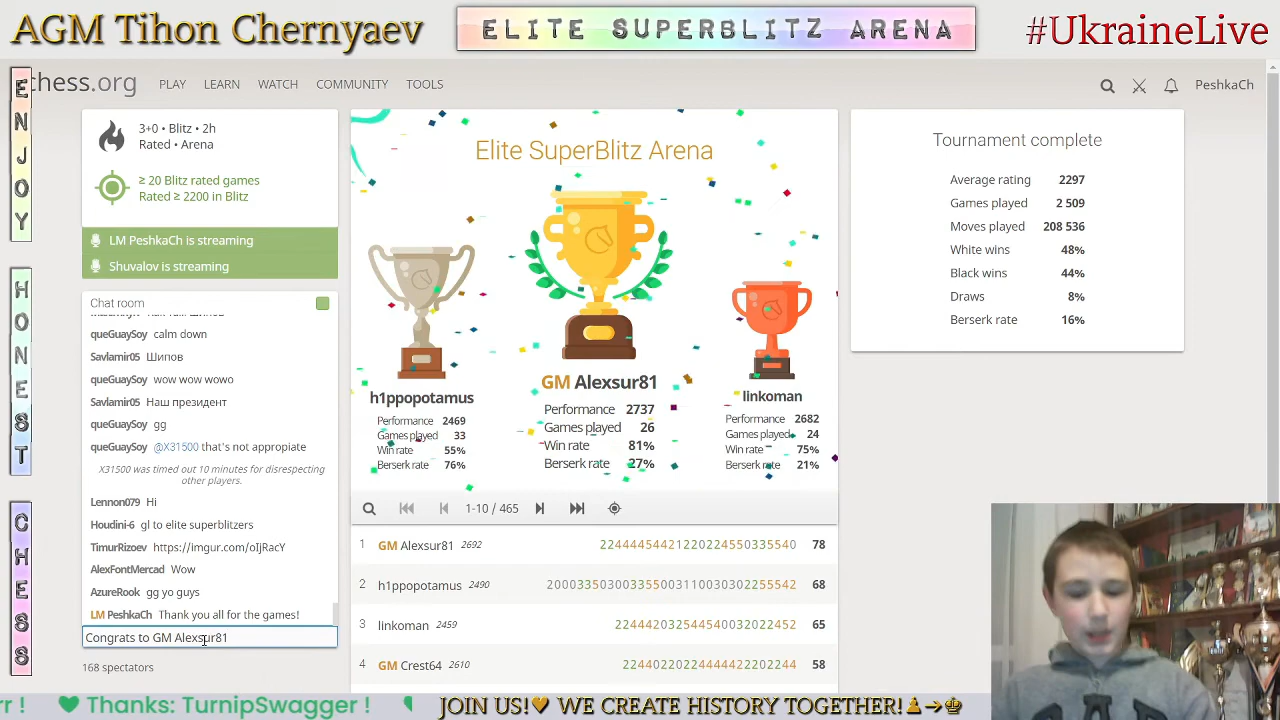 AGM Tihon Chernyaev
ELITE SUPERBLITZ ARENA
#UkraineLive
ENJOY
HONEST
CHESS
chess.org
PLAY LEARN WATCH COMMUNITY TOOLS
PeshkaCh
3+0 • Blitz • 2h
Rated • Arena
≥ 20 Blitz rated games
Rated ≥ 2200 in Blitz
LM PeshkaCh is streaming
Shuvalov is streaming
Chat room
queGuaySoy calm down
Savlamir05 Шипов
queGuaySoy wow wow wowo
Savlamir05 Наш президент
queGuaySoy gg
queGuaySoy @X31500 that's not appropiate
X31500 was timed out 10 minutes for disrespecting
other players.
Lennon079 Hi
Houdini-6 gl to elite superblitzers
TimurRizoev https://imgur.com/oIJRacY
AlexFontMercad Wow
AzureRook gg yo guys
LM PeshkaCh Thank you all for the games!
Congrats to GM Alexsur81
168 spectators
Elite SuperBlitz Arena
h1ppopotamus
Performance 2469
Games played 33
Win rate 55%
Berserk rate 76%
GM Alexsur81
Performance 2737
Games played 26
Win rate 81%
Berserk rate 27%
linkoman
Performance 2682
Games played 24
Win rate 75%
Berserk rate 21%
1-10 / 465
1 GM Alexsur81 2692 22444454421220224550335540 78
2 h1ppopotamus 2490 200033503003355003110030302255542 68
3 linkoman 2459 224442032544540032022452 65
4 GM Crest64 2610 2244022022444442220224 58
Tournament complete
Average rating 2297
Games played 2 509
Moves played 208 536
White wins 48%
Black wins 44%
Draws 8%
Berserk rate 16%
rr ! Thanks: TurnipSwagger !
JOIN US! WE CREATE HISTORY TOGETHER!